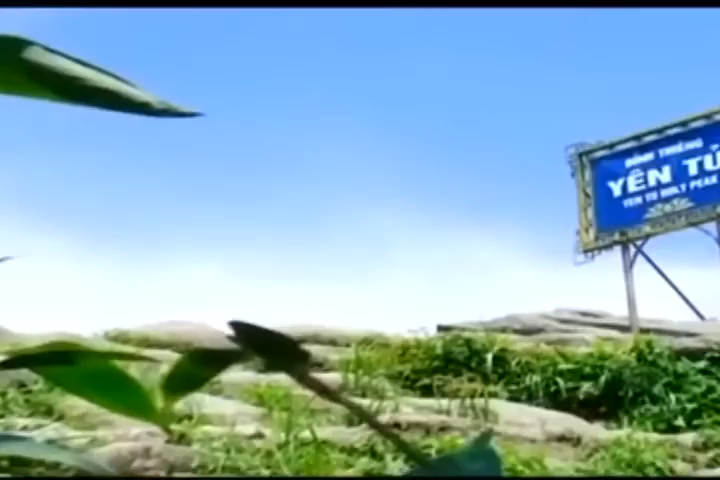 ĐỈNH THIÊNG
YÊN TỬ
YEN TU HOLY PEAK